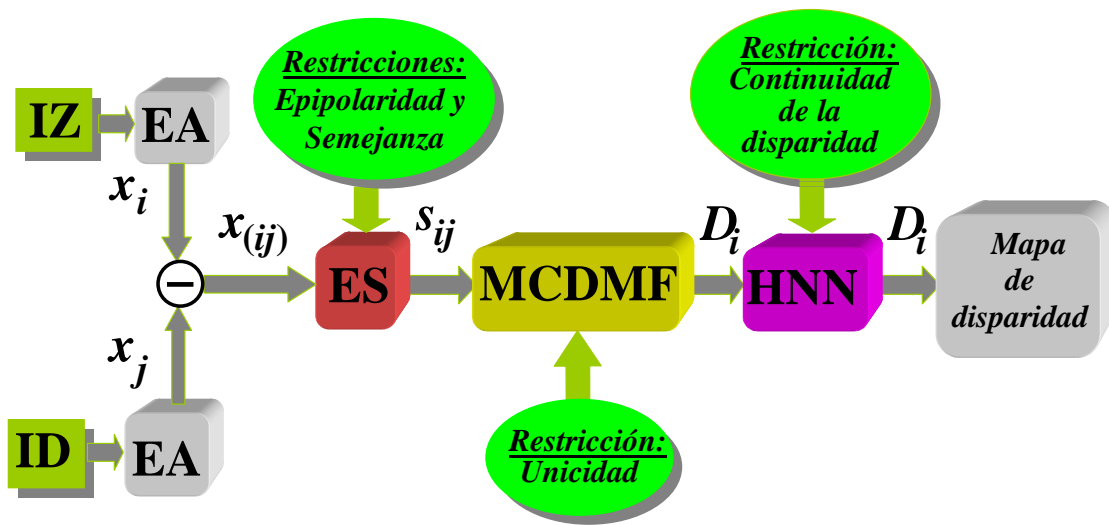 IZ
EA
x_i
Restricciones:
Epipolaridad y
Semejanza
Restricción:
Continuidad
de la
disparidad
x_(ij)
s_ij
D_i
D_i
ES
MCDMF
HNN
Mapa
de
disparidad
−
x_j
ID
EA
Restricción:
Unicidad